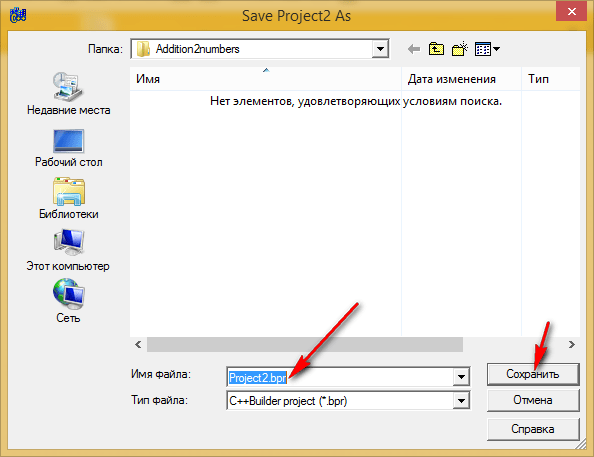 Save Project2 As
Папка: Addition2numbers
Имя Дата изменения Тип
Нет элементов, удовлетворяющих условиям поиска.
Недавние места
Рабочий стол
Библиотеки
Этот компьютер
Сеть
Имя файла: Project2.bpr Сохранить
Тип файла: C++Builder project (*.bpr) Отмена
Справка